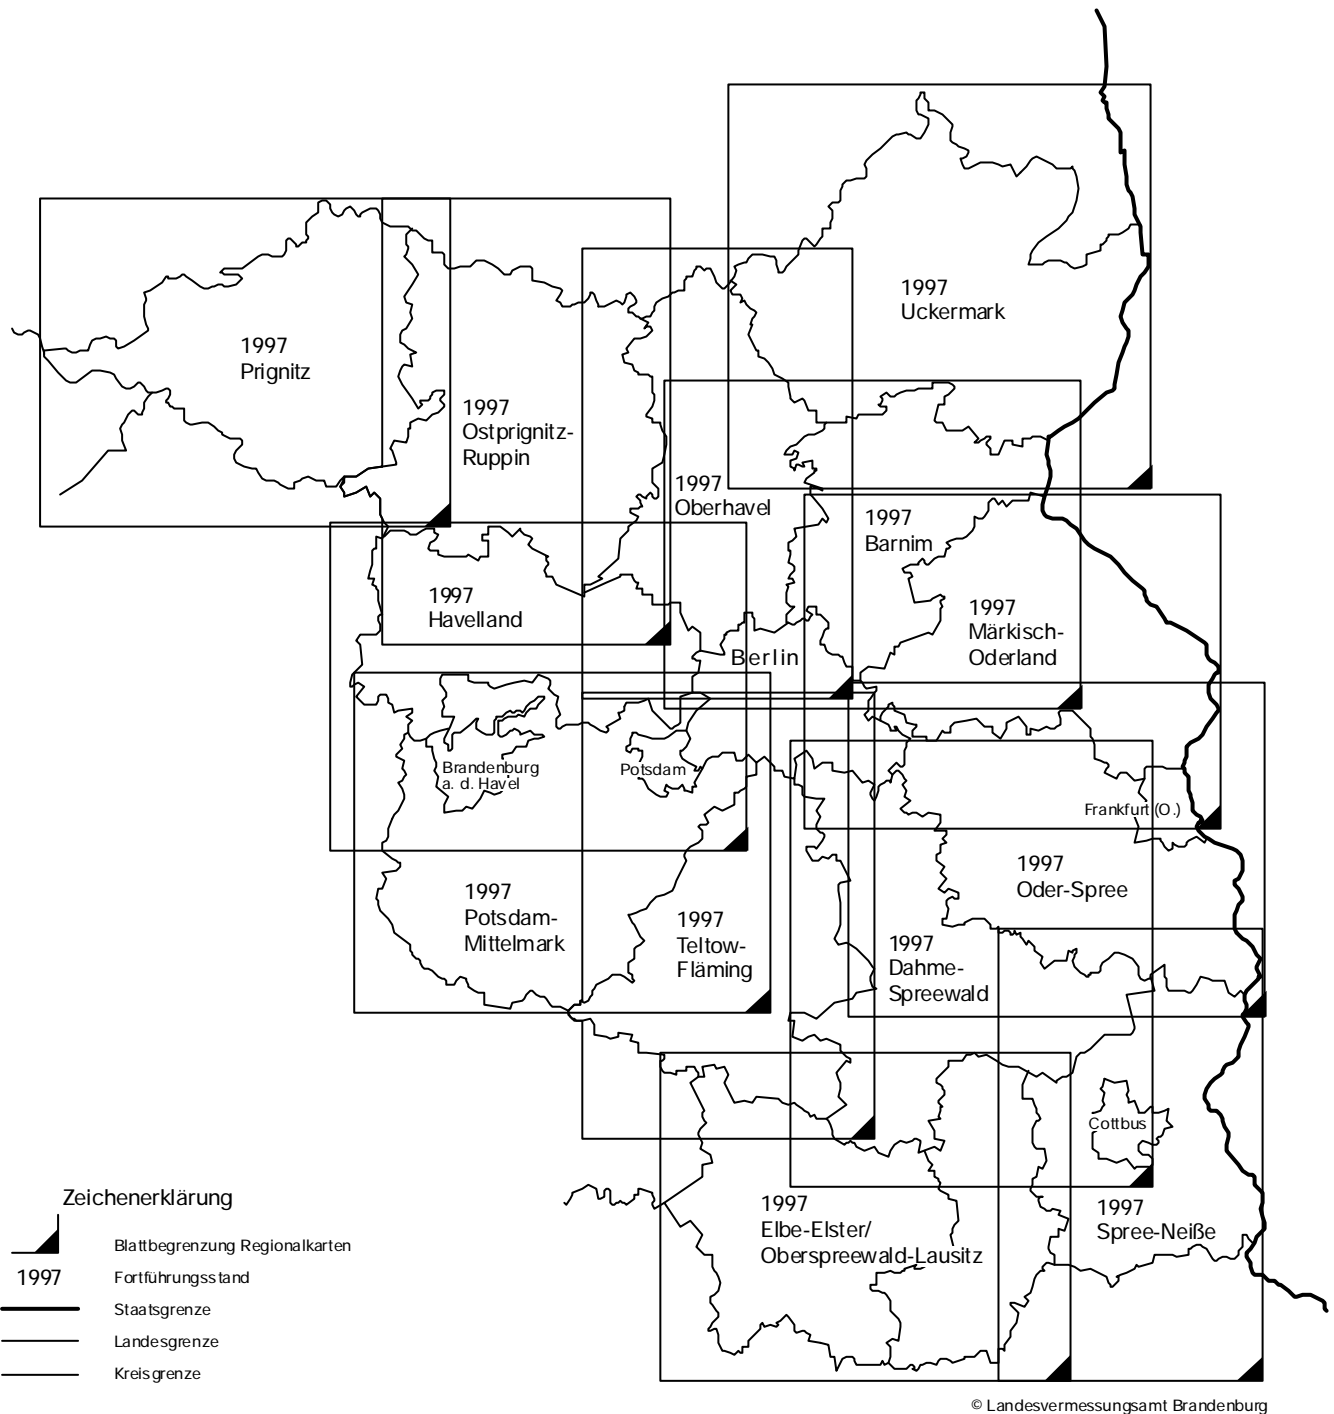 1997
Uckermark
1997
Prignitz
1997
Ostprignitz-
Ruppin
1997
Oberhavel
1997
Barnim
1997
Havelland
1997
Märkisch-
Oderland
Berlin
Brandenburg
a. d. Havel
Potsdam
Frankfurt (O.)
1997
Oder-Spree
1997
Potsdam-
Mittelmark
1997
Teltow-
Fläming
1997
Dahme-
Spreewald
Cottbus
1997
Elbe-Elster/
Oberspreewald-Lausitz
1997
Spree-Neiße
Zeichenerklärung
Blattbegrenzung Regionalkarten
1997 Fortführungsstand
Staatsgrenze
Landesgrenze
Kreisgrenze
© Landesvermessungsamt Brandenburg